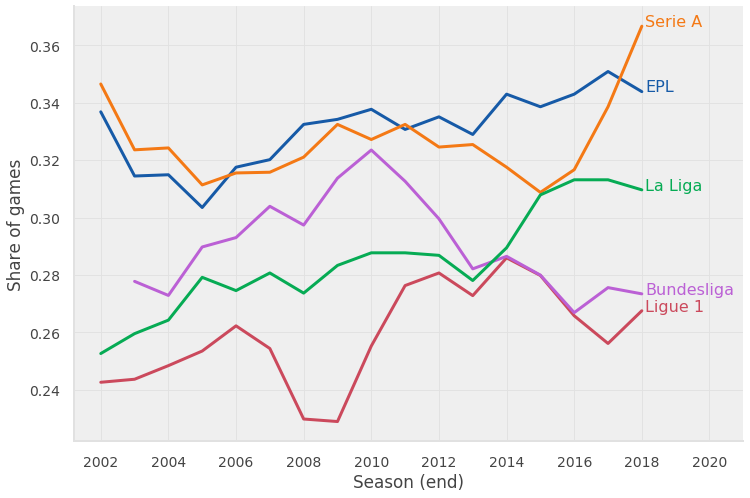 Serie A
0.36
EPL
0.34
0.32
La Liga
0.30
0.28
Bundesliga
Ligue 1
0.26
0.24
Share of games
2002 2004 2006 2008 2010 2012 2014 2016 2018 2020
Season (end)